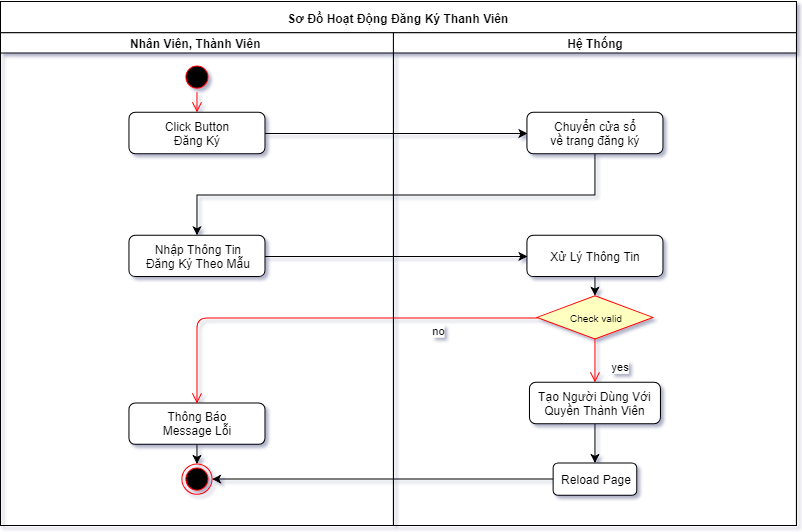 Sơ Đồ Hoạt Động Đăng Ký Thanh Viên
Nhân Viên, Thành Viên
Hệ Thống
Click Button
Đăng Ký
Chuyển cửa sổ
về trang đăng ký
Nhập Thông Tin
Đăng Ký Theo Mẫu
Xử Lý Thông Tin
Check valid
no
yes
Tạo Người Dùng Với
Quyền Thành Viên
Thông Báo
Message Lỗi
Reload Page